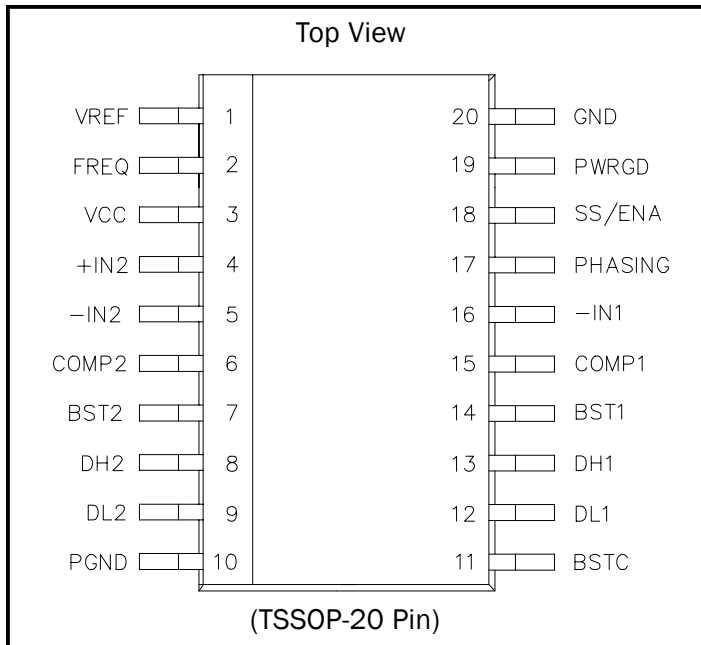 Top View
VREF 1 20 GND
FREQ 2 19 PWRGD
VCC 3 18 SS/ENA
+IN2 4 17 PHASING
−IN2 5 16 −IN1
COMP2 6 15 COMP1
BST2 7 14 BST1
DH2 8 13 DH1
DL2 9 12 DL1
PGND 10 11 BSTC
(TSSOP-20 Pin)